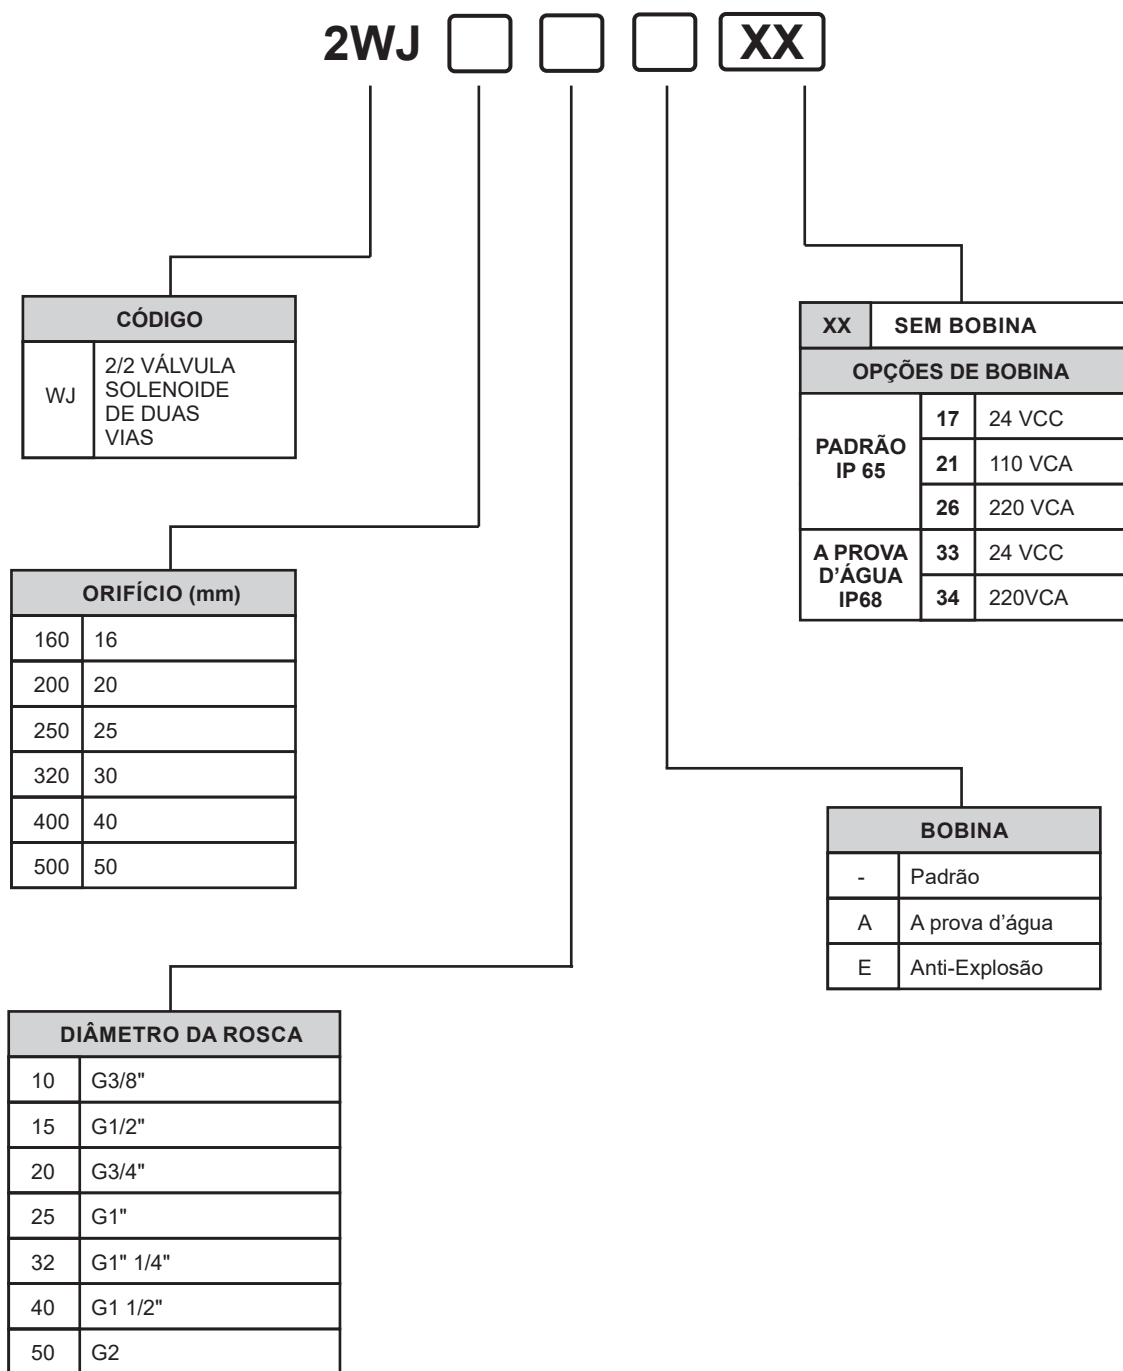 2WJ XX
CÓDIGO
WJ
2/2 VÁLVULA
SOLENOIDE
DE DUAS
VIAS
XX SEM BOBINA
OPÇÕES DE BOBINA
PADRÃO
IP 65
17 24 VCC
21 110 VCA
26 220 VCA
A PROVA
D’ÁGUA
IP68
33 24 VCC
34 220VCA
ORIFÍCIO (mm)
160 16
200 20
250 25
320 30
400 40
500 50
BOBINA
- Padrão
A A prova d’água
E Anti-Explosão
DIÂMETRO DA ROSCA
10 G3/8"
15 G1/2"
20 G3/4"
25 G1"
32 G1" 1/4"
40 G1 1/2"
50 G2